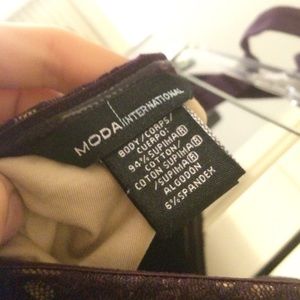 MODA INTERNATIONAL
BODY/CORPS/
CUERPO:
94% SUPIMA®
COTTON/
COTON SUPIMA®
/SUPIMA®
ALGODON
6% SPANDEX